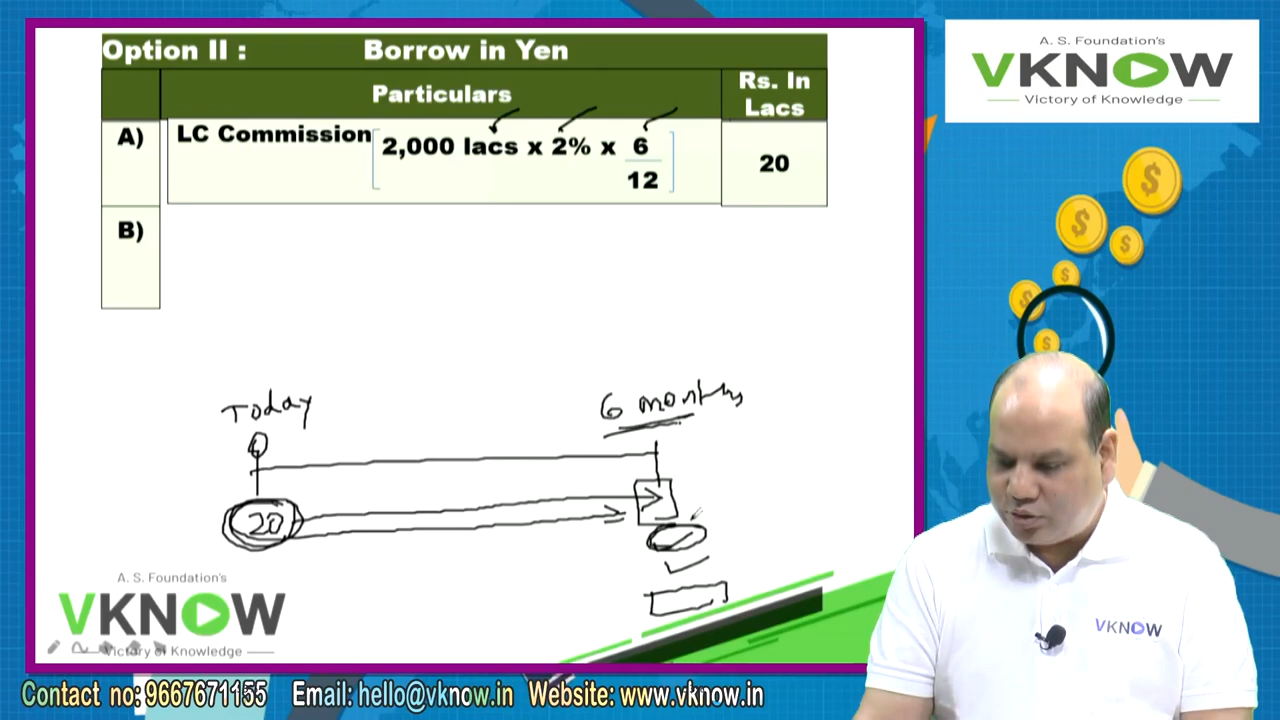 Option II : Borrow in Yen
Particulars
Rs. In
Lacs
A)
LC Commission
2,000 lacs x 2% x 6
12
20
B)
Today
6 months
0
20
A. S. Foundation's
VKNOW
Victory of Knowledge
A. S. Foundation's
VKNOW
Victory of Knowledge
$
$
$
$
$
$
VKNOW
Contact no: 9667671155 Email: hello@vknow.in Website: www.vknow.in